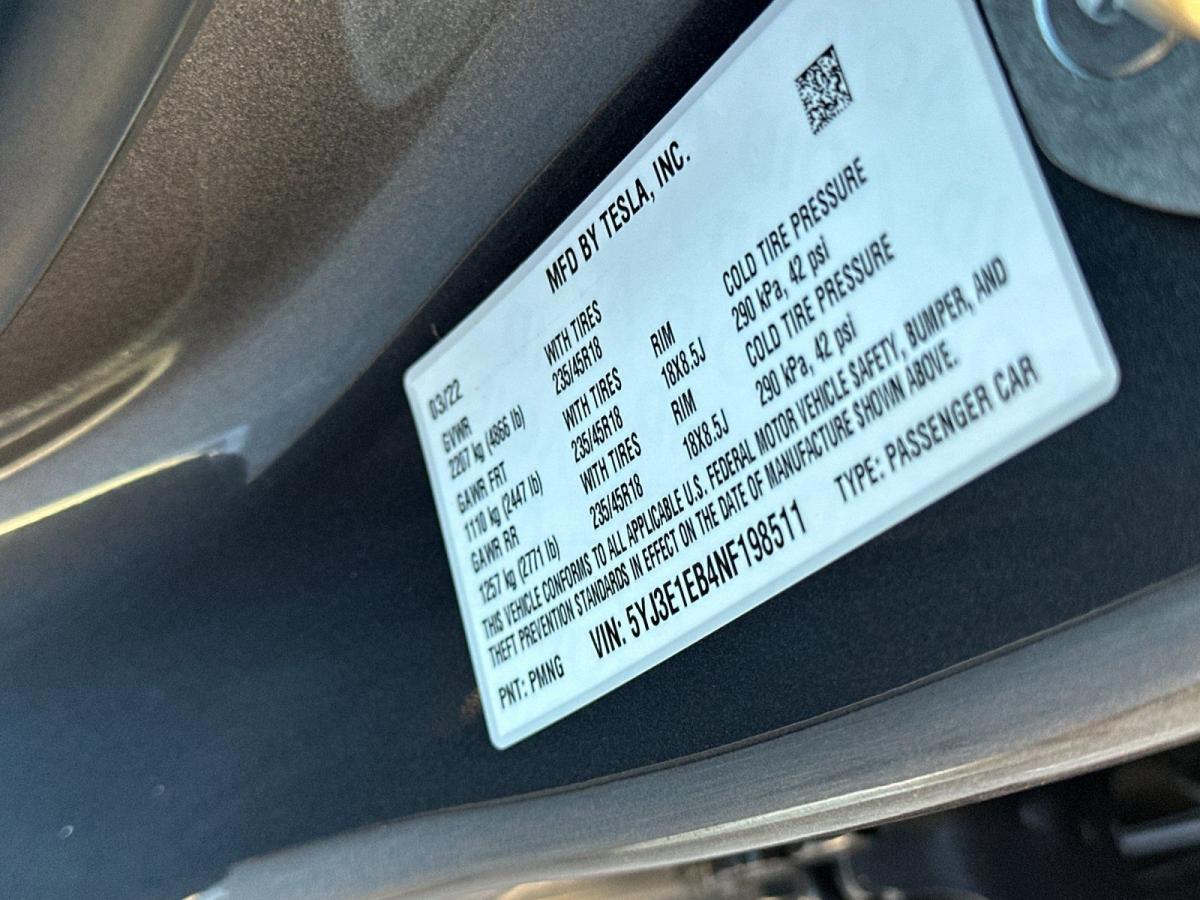 MFD BY TESLA, INC.
03/22
GVWR
2207 kg (4866 lb)
GAWR FRT WITH TIRES RIM COLD TIRE PRESSURE
1110 kg (2447 lb) 235/45R18 18X8.5J 290 kPa, 42 psi
GAWR RR WITH TIRES RIM COLD TIRE PRESSURE
1257 kg (2771 lb) 235/45R18 18X8.5J 290 kPa, 42 psi
WITH TIRES
235/45R18
THIS VEHICLE CONFORMS TO ALL APPLICABLE U.S. FEDERAL MOTOR VEHICLE SAFETY, BUMPER, AND
THEFT PREVENTION STANDARDS IN EFFECT ON THE DATE OF MANUFACTURE SHOWN ABOVE.
VIN: 5YJ3E1EB4NF198511 TYPE: PASSENGER CAR
PNT: PMNG